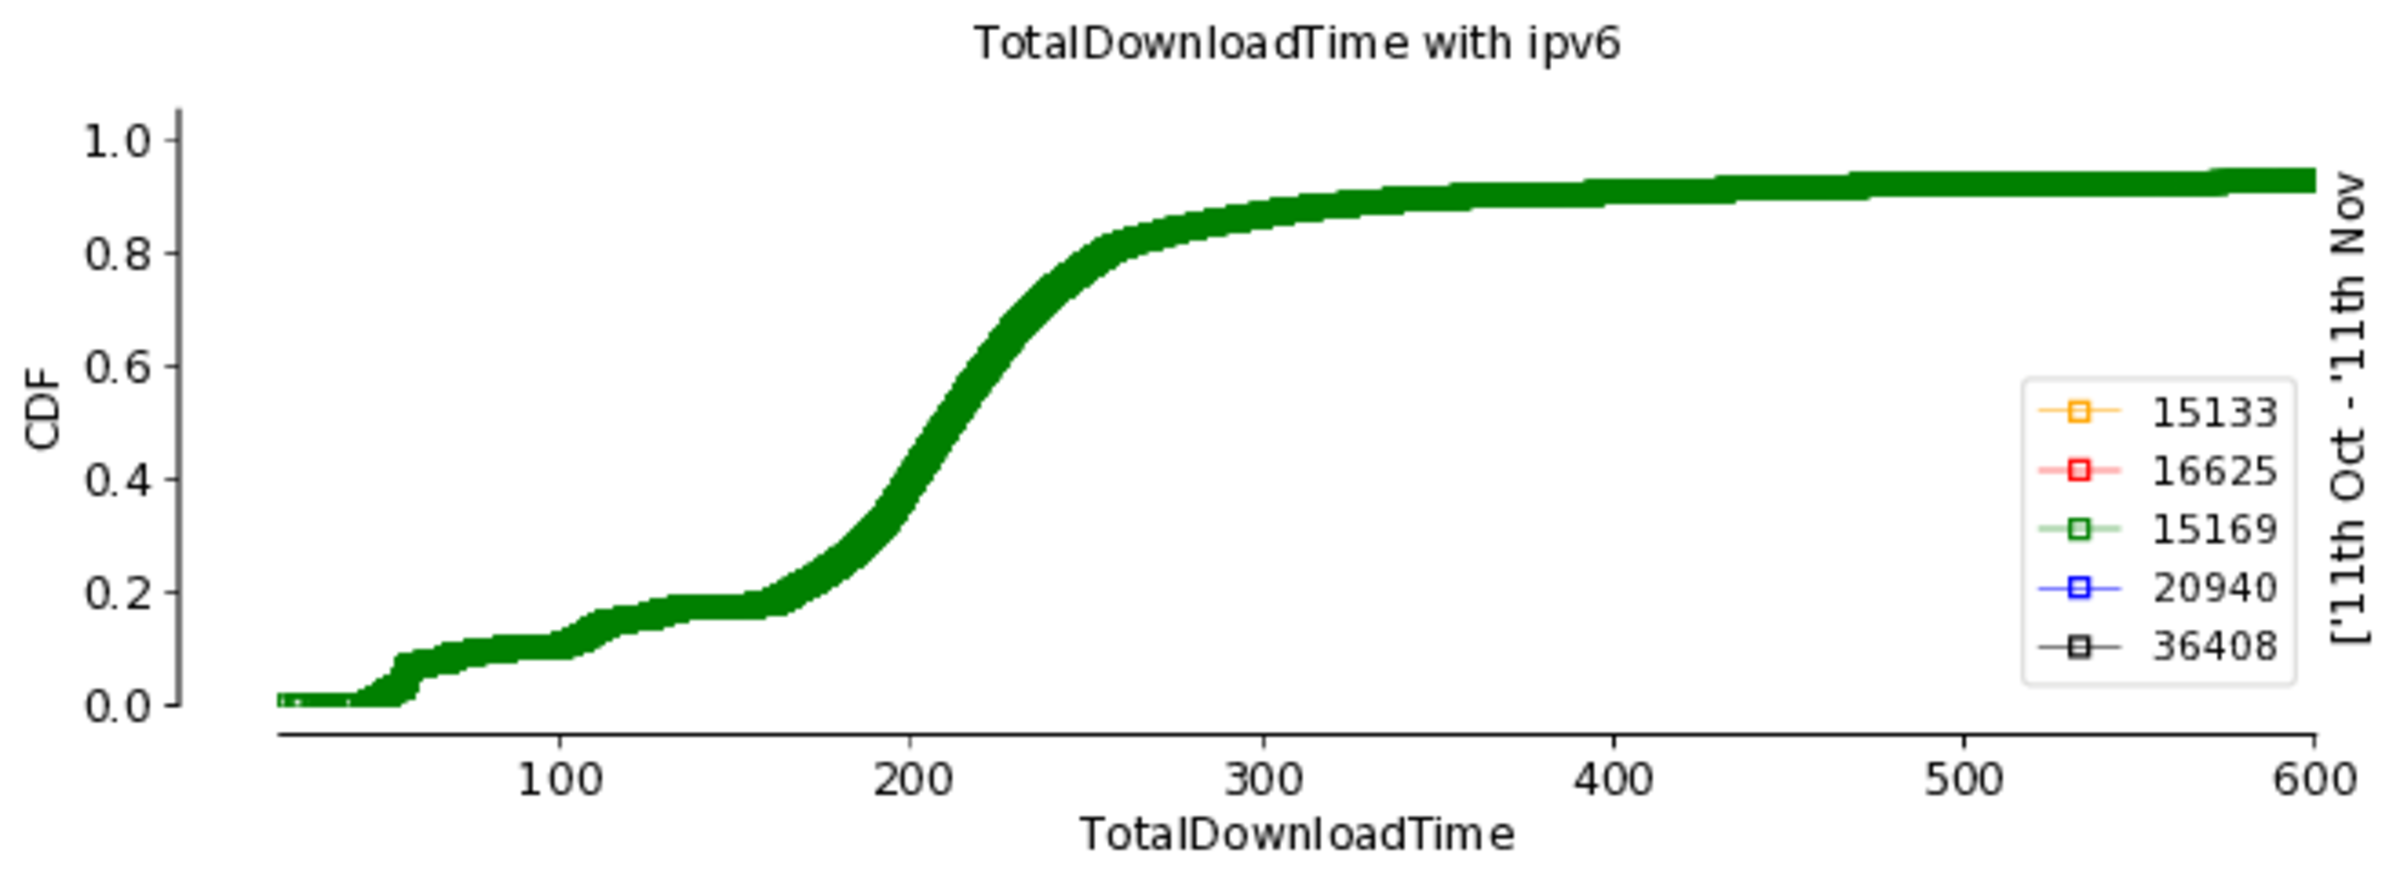 TotalDownloadTime with ipv6
CDF
1.0
0.8
0.6
0.4
0.2
0.0
100 200 300 400 500 600
TotalDownloadTime
15133
16625
15169
20940
36408
['11th Oct - '11th Nov